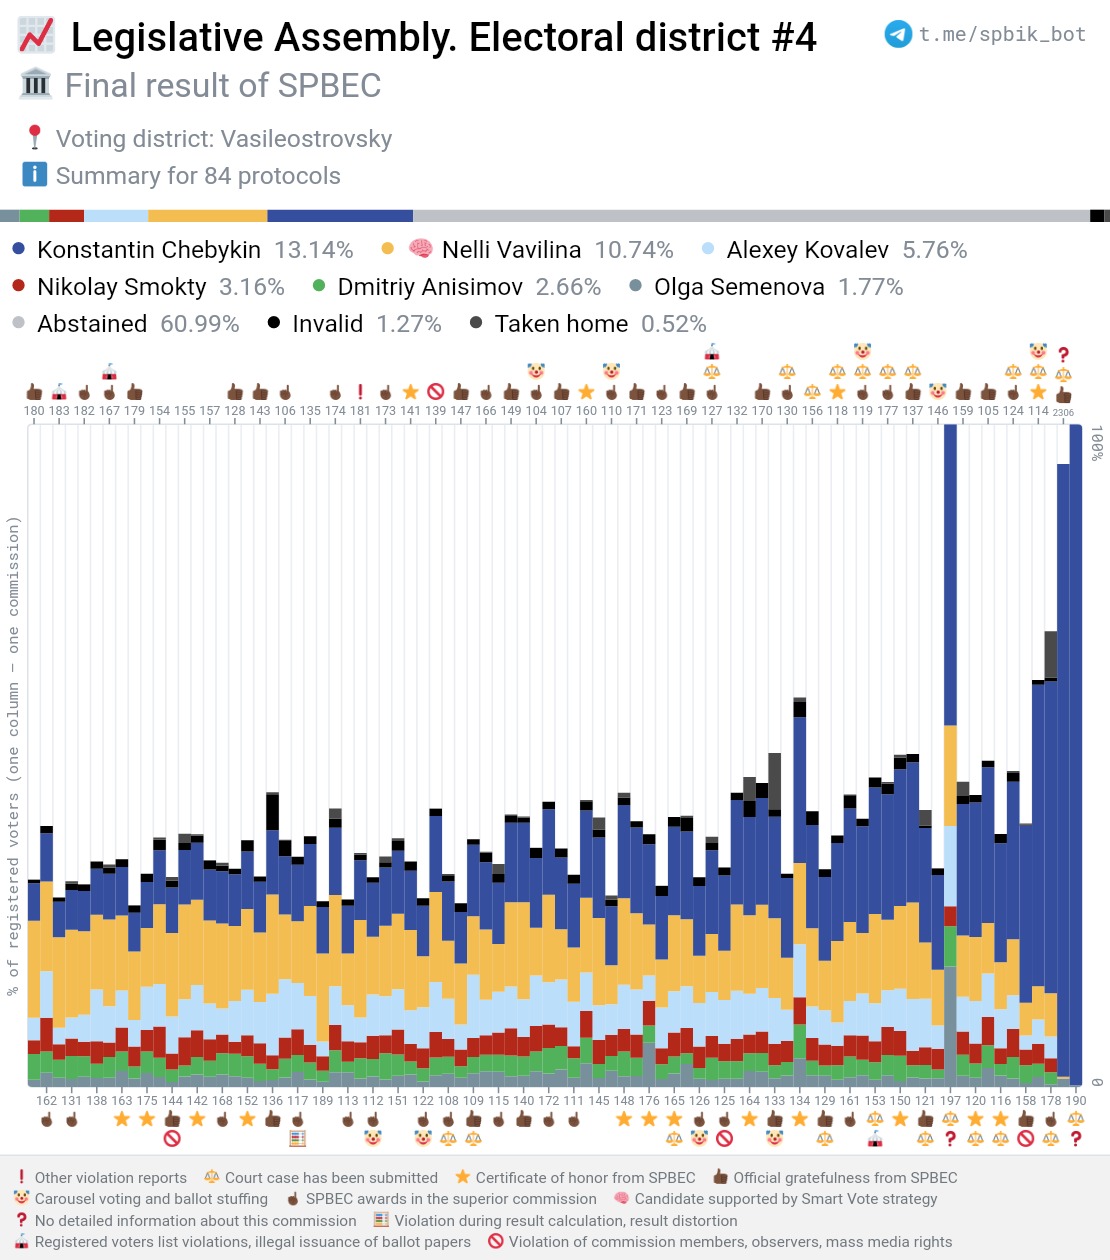 Legislative Assembly. Electoral district #4
t.me/spbik_bot
Final result of SPBEC
Voting district: Vasileostrovsky
Summary for 84 protocols
Konstantin Chebykin 13.14% Nelli Vavilina 10.74% Alexey Kovalev 5.76%
Nikolay Smokty 3.16% Dmitriy Anisimov 2.66% Olga Semenova 1.77%
Abstained 60.99% Invalid 1.27% Taken home 0.52%
180 183 182 167 179 154 155 157 128 143 106 135 174 181 173 141 139 147 166 149 104 107 160 110 171 123 169 127 132 170 130 156 118 119 177 137 146 159 105 124 114 2306
100%
% of registered voters (one column – one commission)
0
162 131 138 163 175 144 142 168 152 136 117 189 113 112 151 122 108 109 115 140 172 111 145 148 176 165 126 125 164 133 134 129 161 153 150 121 197 120 116 158 178 190
Other violation reports Court case has been submitted Certificate of honor from SPBEC Official gratefulness from SPBEC
Carousel voting and ballot stuffing SPBEC awards in the superior commission Candidate supported by Smart Vote strategy
No detailed information about this commission Violation during result calculation, result distortion
Registered voters list violations, illegal issuance of ballot papers Violation of commission members, observers, mass media rights